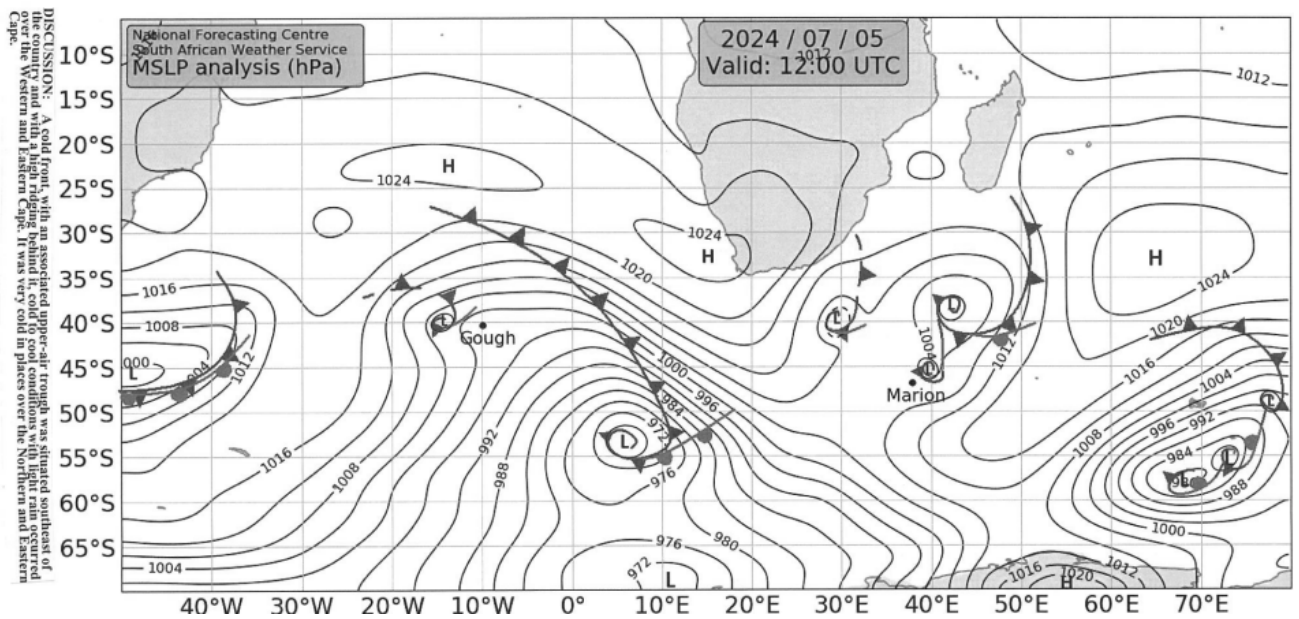 DISCUSSION: A cold front, with an associated upper-air trough was situated southeast of
the country and with a high ridging behind it, cold to cool conditions with light rain occurred
over the Western and Eastern Cape. It was very cold in places over the Northern and Eastern
Cape.
National Forecasting Centre
South African Weather Service
MSLP analysis (hPa)
2024 / 07 / 05
Valid: 12:00 UTC
1012
1012
10°S
15°S
20°S
25°S
30°S
35°S
40°S
45°S
50°S
55°S
60°S
65°S
H
1024
1024
H
H
1024
1020
1020
1016
1008
000
004
1012
L
L
Gough
L
D
1004
1012
L
Marion
1016
1004
1000
996
984
972
976
L
992
988
1016
1008
1004
1008
996
992
984
988
L
L
L
1000
976
980
972
L
1016
1020
1012
H
40°W
30°W
20°W
10°W
0°
10°E
20°E
30°E
40°E
50°E
60°E
70°E